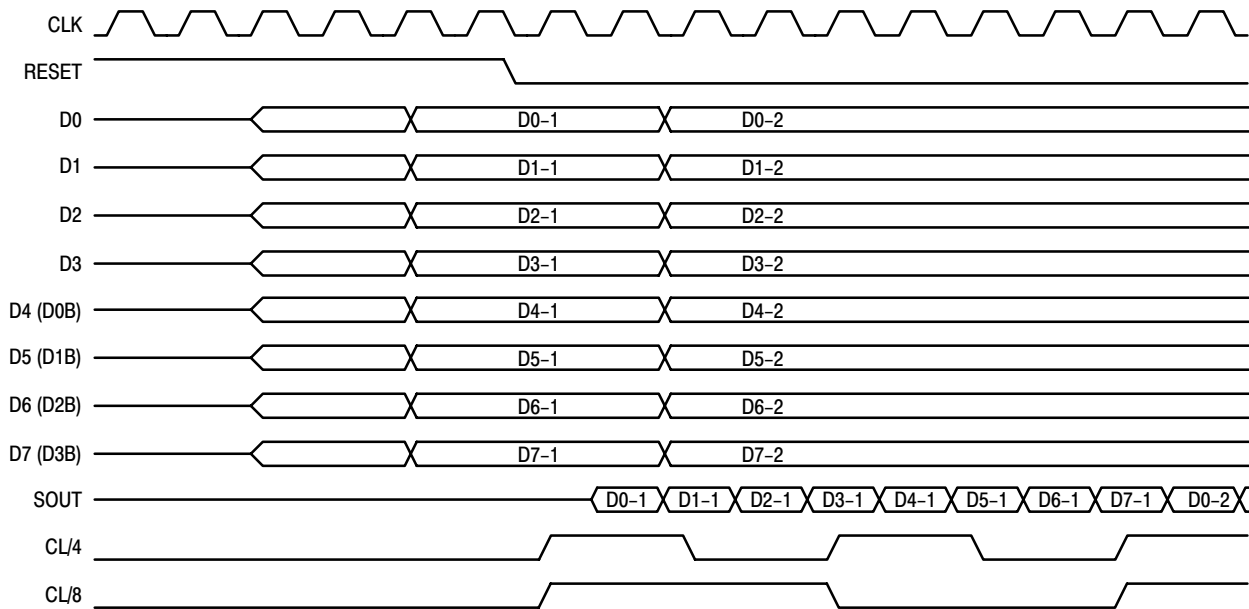 CLK
RESET
D0 D0–1 D0–2
D1 D1–1 D1–2
D2 D2–1 D2–2
D3 D3–1 D3–2
D4 (D0B) D4–1 D4–2
D5 (D1B) D5–1 D5–2
D6 (D2B) D6–1 D6–2
D7 (D3B) D7–1 D7–2
SOUT D0–1 D1–1 D2–1 D3–1 D4–1 D5–1 D6–1 D7–1 D0–2
CL/4
CL/8